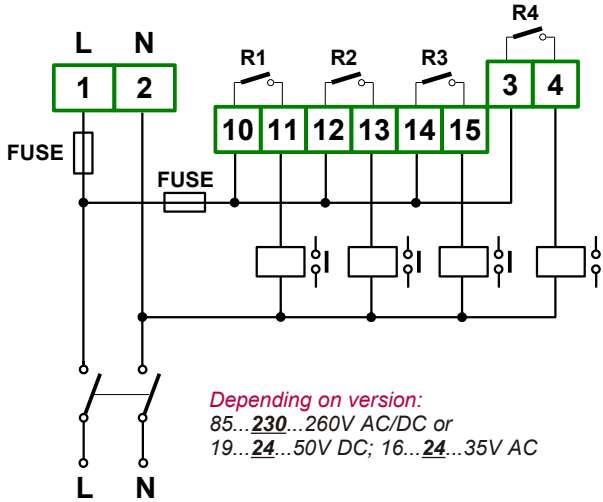 L N
R1 R2 R3 R4
1 2
3 4
10 11 12 13 14 15
FUSE
FUSE
Depending on version:
85...230...260V AC/DC or
19...24...50V DC; 16...24...35V AC
L N